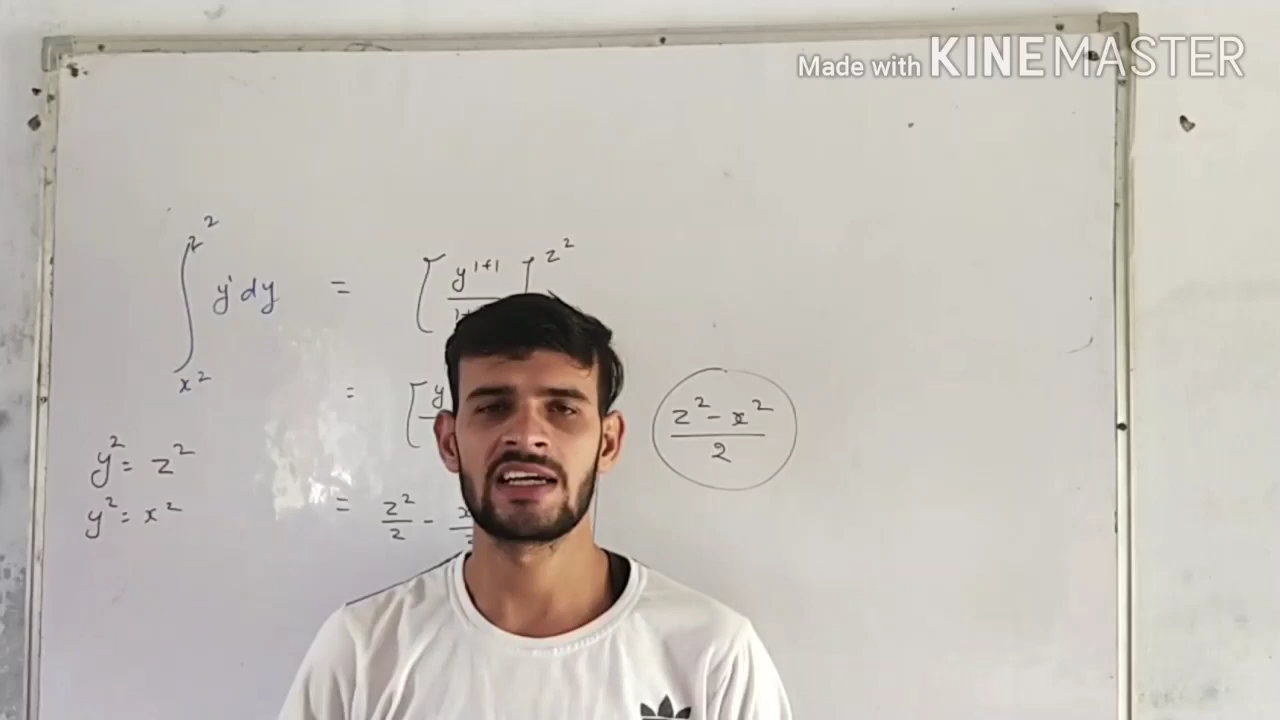 Made with KINEMASTER
∫_{x²}^{z²} y¹ dy = [y^{1+1} / 1+ ]^{z²}
= [y
= z²/2 - x
(z² - x²)/2
y² = z²
y² = x²